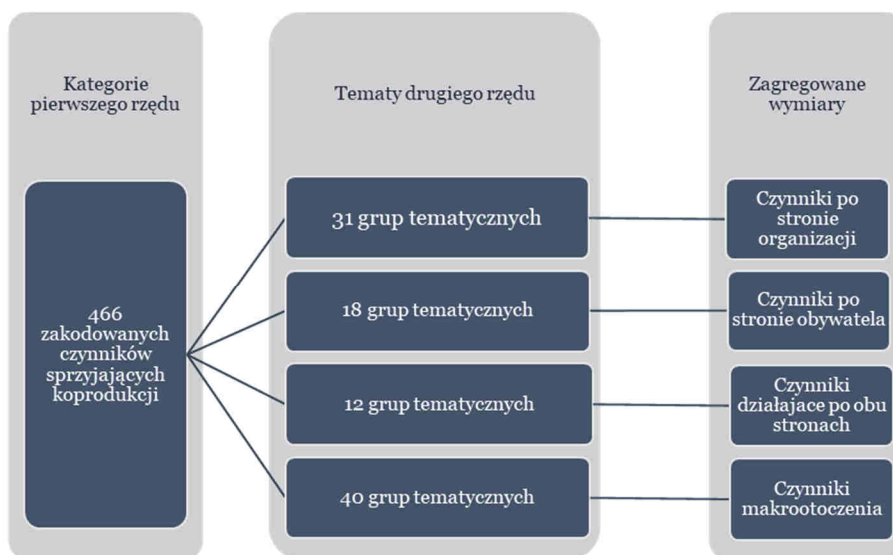 Kategorie
pierwszego rzędu
Tematy drugiego rzędu
Zagregowane
wymiary
466
zakodowanych
czynników
sprzyjających
koprodukcji
31 grup tematycznych
18 grup tematycznych
12 grup tematycznych
40 grup tematycznych
Czynniki po
stronie
organizacji
Czynniki po
stronie obywatela
Czynniki
działajace po obu
stronach
Czynniki
makrootoczenia